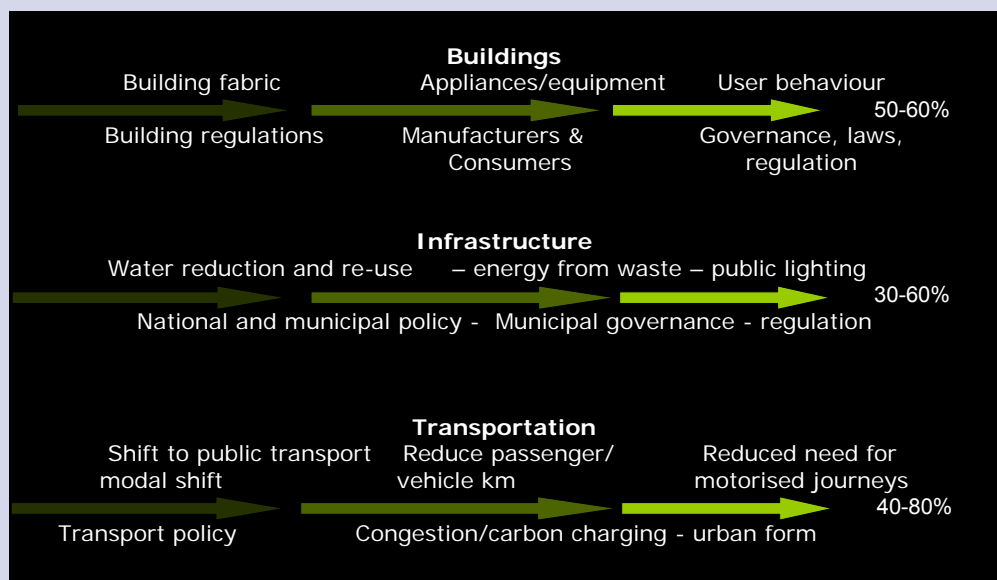 Buildings
Building fabric Appliances/equipment User behaviour
50-60%
Building regulations Manufacturers & Governance, laws,
Consumers regulation
Infrastructure
Water reduction and re-use – energy from waste – public lighting
30-60%
National and municipal policy - Municipal governance - regulation
Transportation
Shift to public transport Reduce passenger/ Reduced need for
modal shift vehicle km motorised journeys
40-80%
Transport policy Congestion/carbon charging - urban form